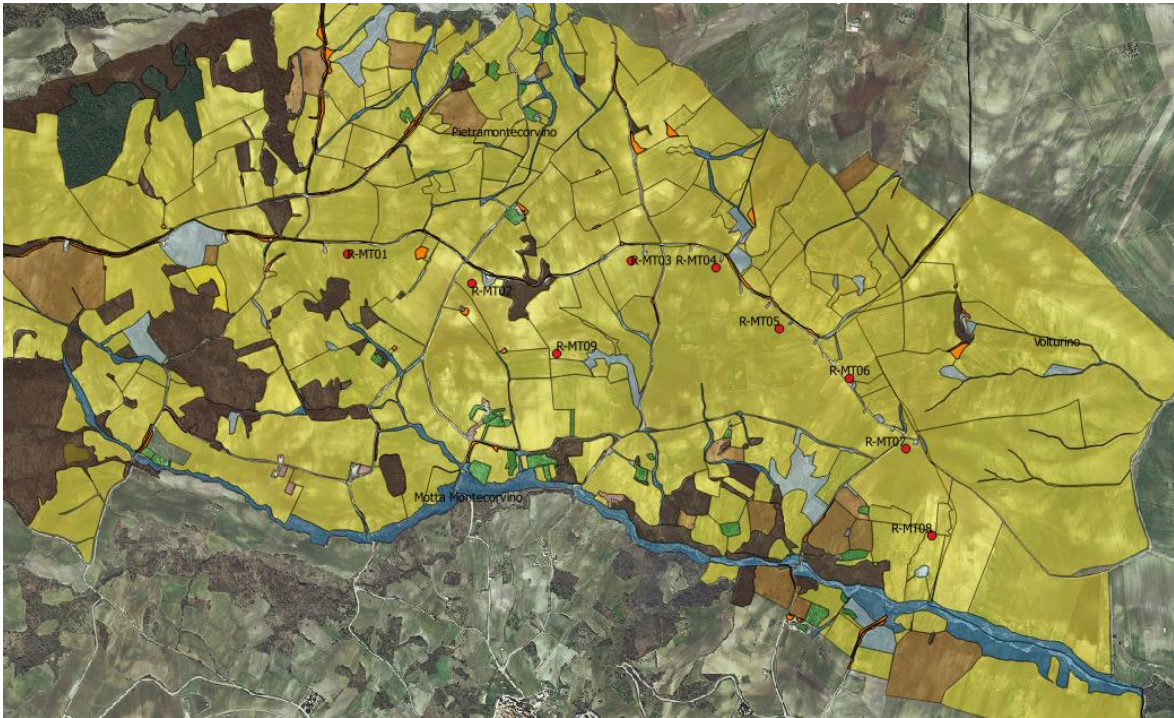 Pietramontecorvino
R-MT01
R-MT03
R-MT04
R-MT02
R-MT05
Volturino
R-MT09
R-MT06
R-MT07
Motta Montecorvino
R-MT08